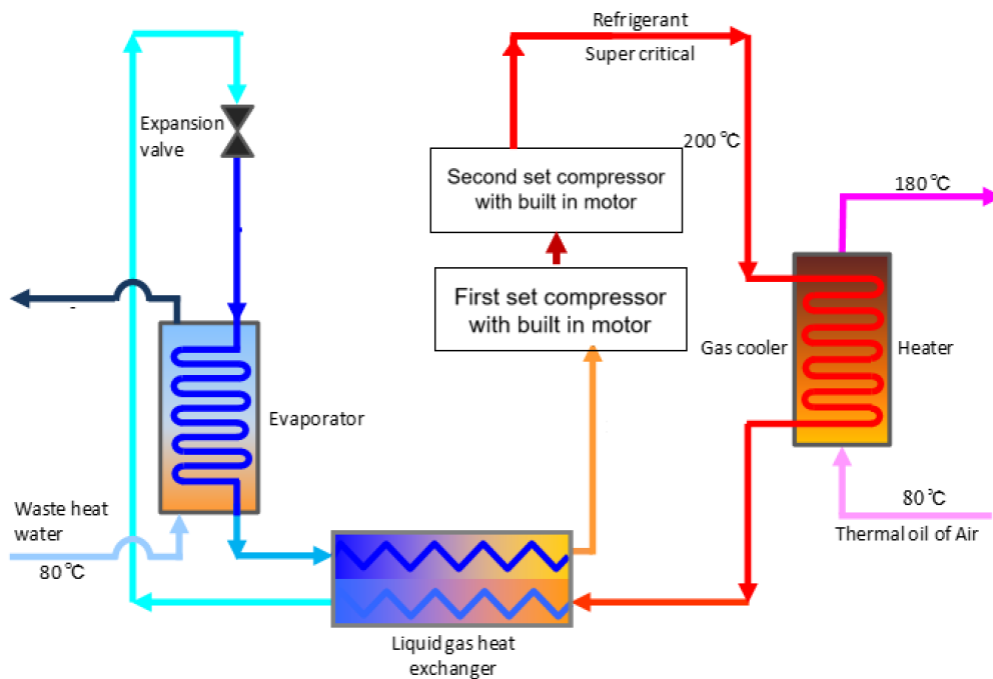 Refrigerant
Super critical
Expansion
valve
200 °C
Second set compressor
with built in motor
180 °C
First set compressor
with built in motor
Gas cooler
Heater
Evaporator
Waste heat
water
80 °C
80 °C
Thermal oil of Air
Liquid gas heat
exchanger